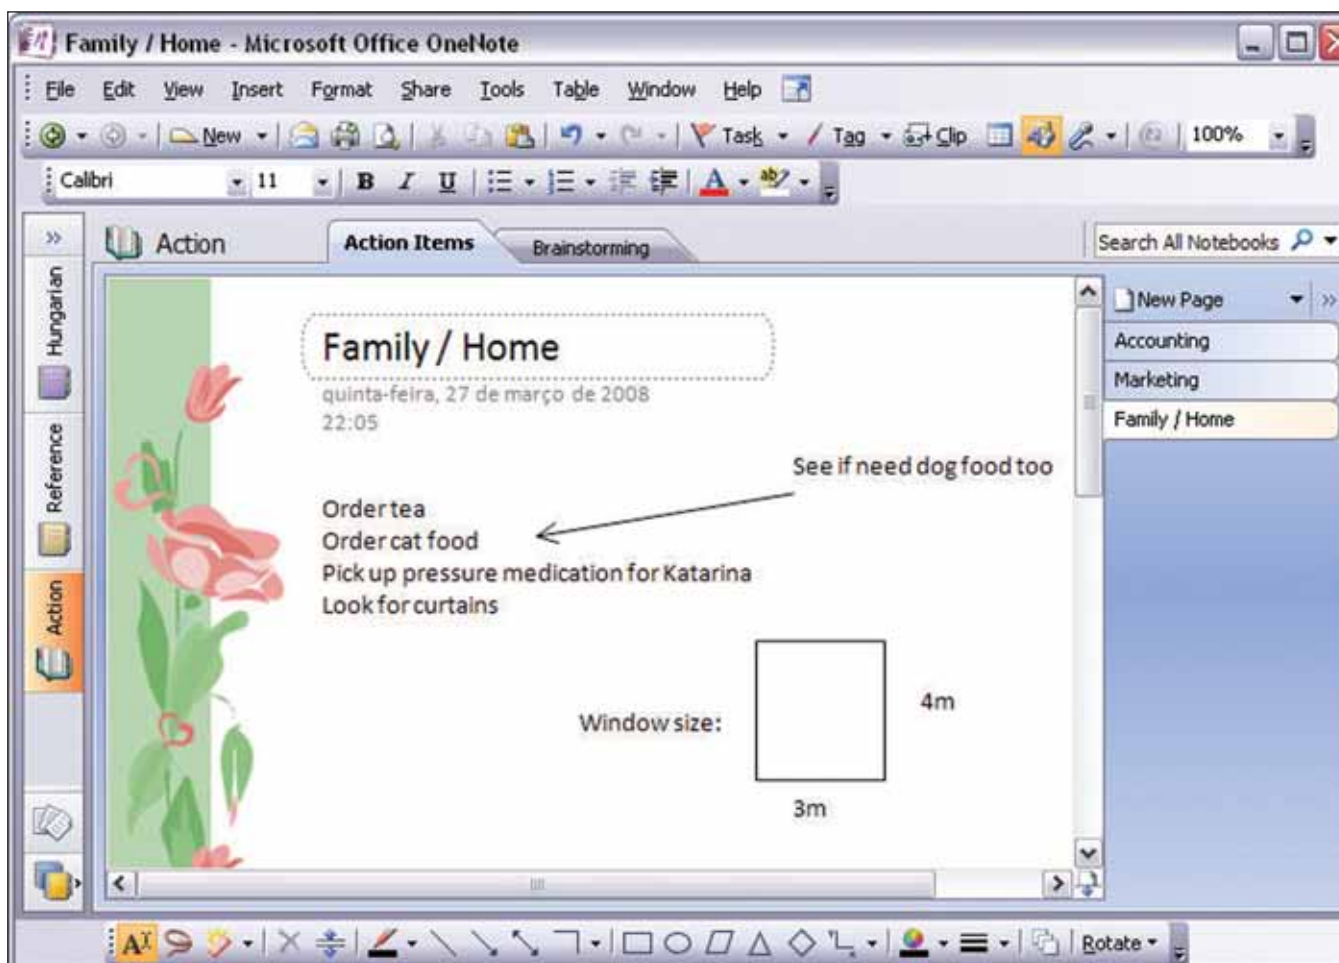 Family / Home - Microsoft Office OneNote
File Edit View Insert Format Share Tools Table Window Help
New Task Tag Clip 100%
Calibri 11 B I U A ab
Hungarian
Reference
Action
Action Action Items Brainstorming Search All Notebooks
New Page
Accounting
Marketing
Family / Home
Family / Home
quinta-feira, 27 de março de 2008
22:05
See if need dog food too
Order tea
Order cat food
Pick up pressure medication for Katarina
Look for curtains
4m
Window size:
3m
A Rotate